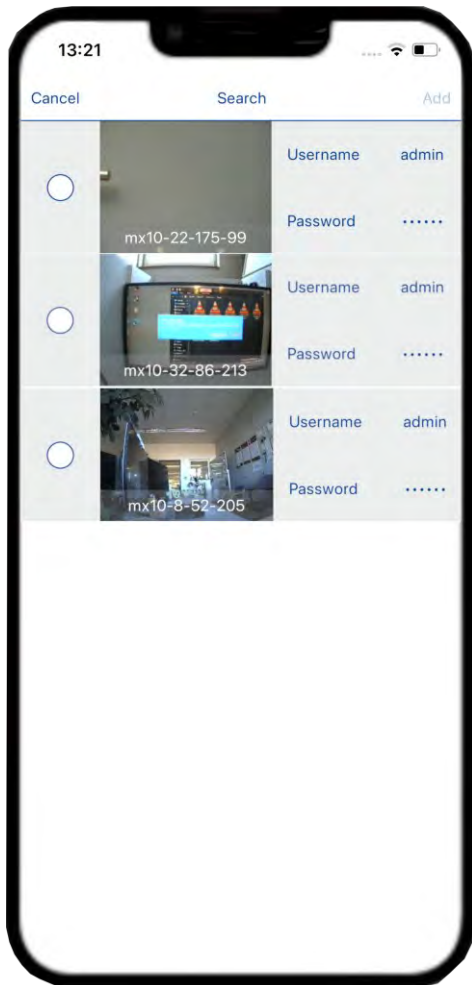 13:21
Cancel Search Add
Username admin
Password ••••••
mx10-22-175-99
Username admin
Password ••••••
mx10-32-86-213
Username admin
Password ••••••
mx10-8-52-205